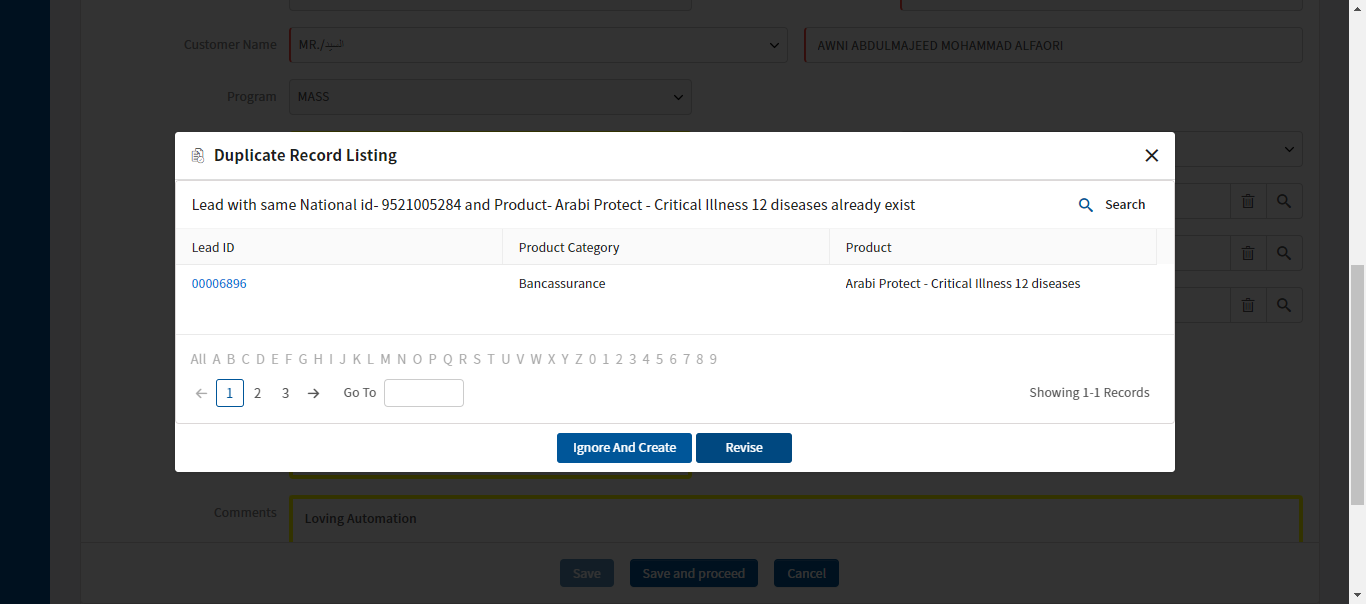 Customer Name MR./السيد AWNI ABDULMAJEED MOHAMMAD ALFAORI
Program MASS
Duplicate Record Listing
Lead with same National id- 9521005284 and Product- Arabi Protect - Critical Illness 12 diseases already exist Search
Lead ID Product Category Product
00006896 Bancassurance Arabi Protect - Critical Illness 12 diseases
All A B C D E F G H I J K L M N O P Q R S T U V W X Y Z 0 1 2 3 4 5 6 7 8 9
← 1 2 3 → Go To Showing 1-1 Records
Ignore And Create Revise
Comments Loving Automation
Save Save and proceed Cancel